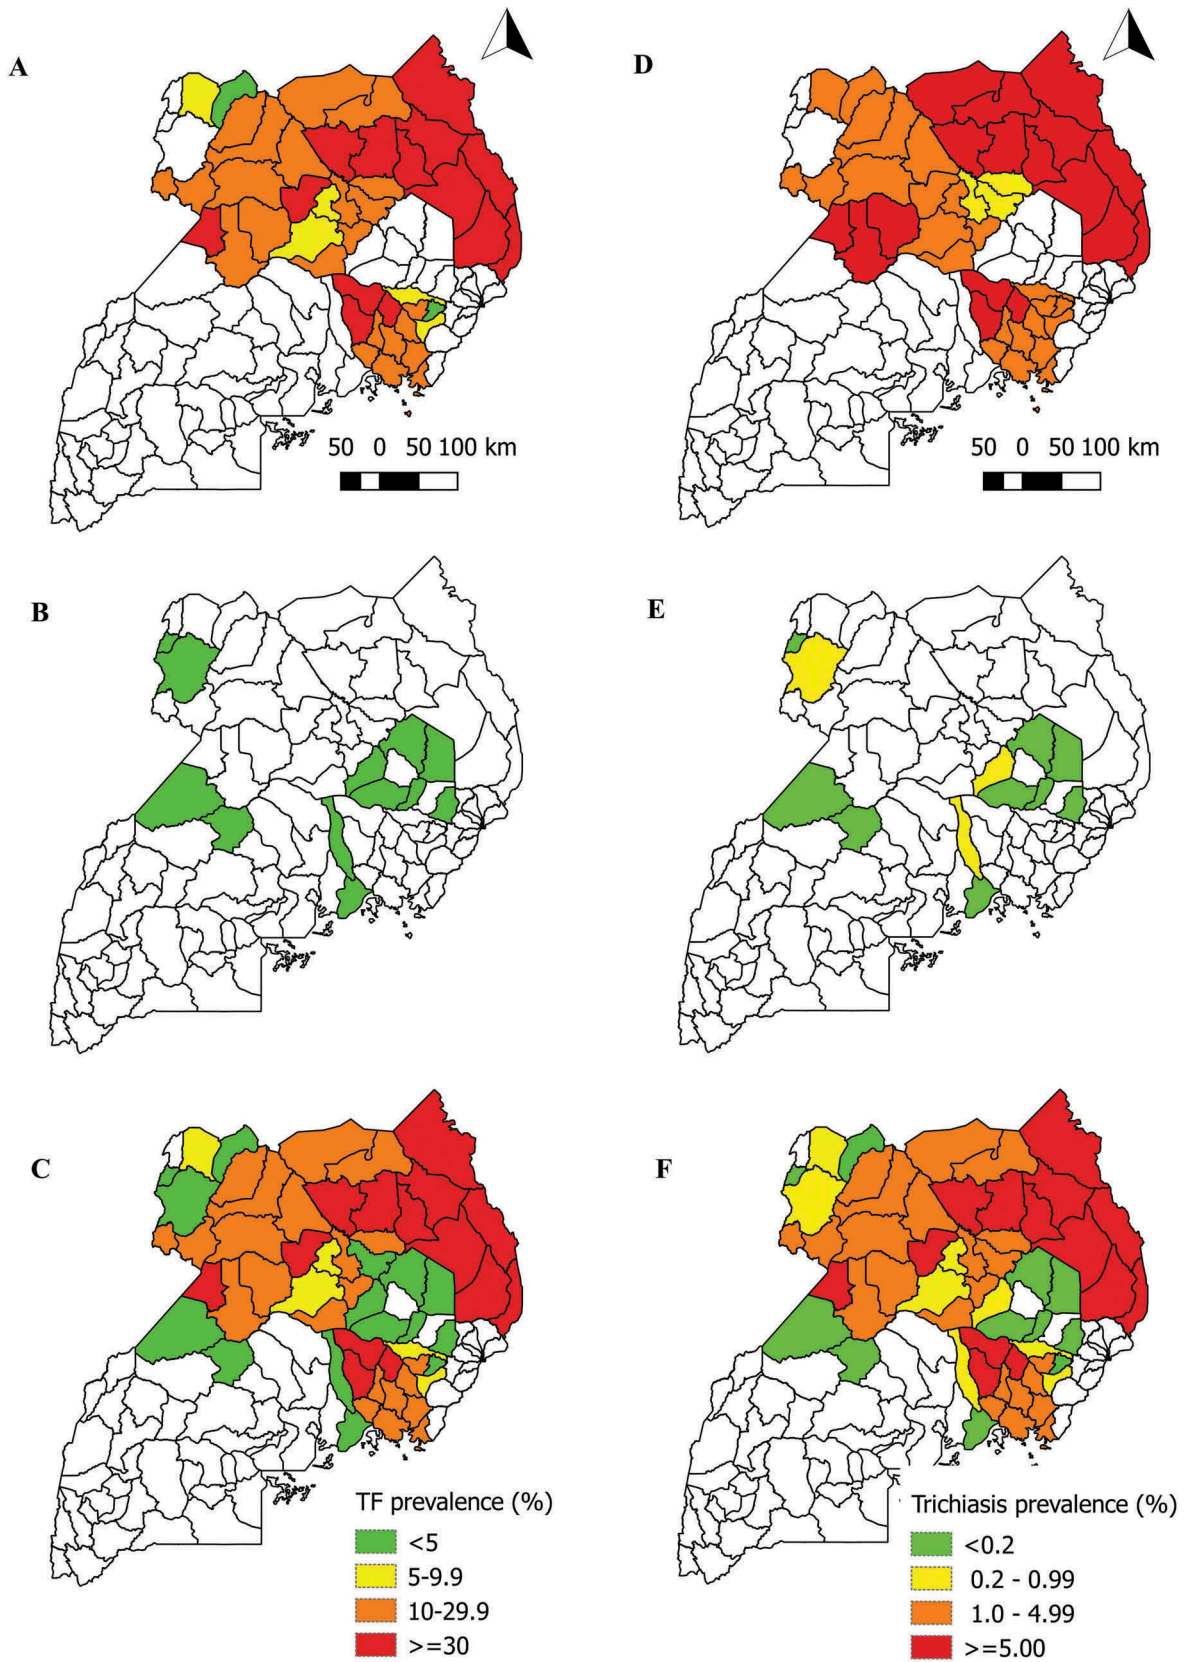 A
D
50 0 50 100 km
50 0 50 100 km
B
E
C
F
TF prevalence (%)
<5
5-9.9
10-29.9
>=30
Trichiasis prevalence (%)
<0.2
0.2 - 0.99
1.0 - 4.99
>=5.00